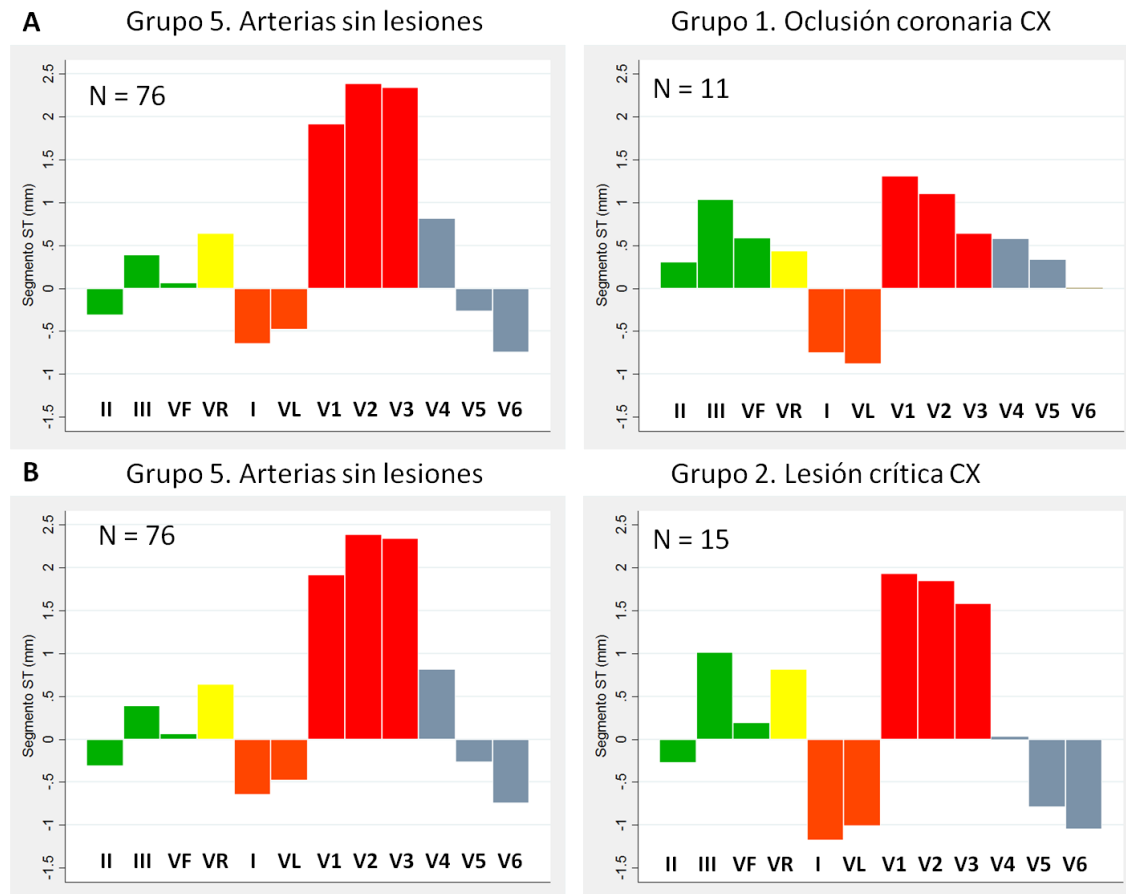 A
Grupo 5. Arterias sin lesiones
Grupo 1. Oclusión coronaria CX
N = 76
N = 11
Segmento ST (mm)
2.5
2
1.5
1
.5
0
-.5
-1
-1.5
II III VF VR I VL V1 V2 V3 V4 V5 V6
Segmento ST (mm)
2.5
2
1.5
1
.5
0
-.5
-1
-1.5
II III VF VR I VL V1 V2 V3 V4 V5 V6
B
Grupo 5. Arterias sin lesiones
Grupo 2. Lesión crítica CX
N = 76
N = 15
Segmento ST (mm)
2.5
2
1.5
1
.5
0
-.5
-1
-1.5
II III VF VR I VL V1 V2 V3 V4 V5 V6
Segmento ST (mm)
2.5
2
1.5
1
.5
0
-.5
-1
-1.5
II III VF VR I VL V1 V2 V3 V4 V5 V6